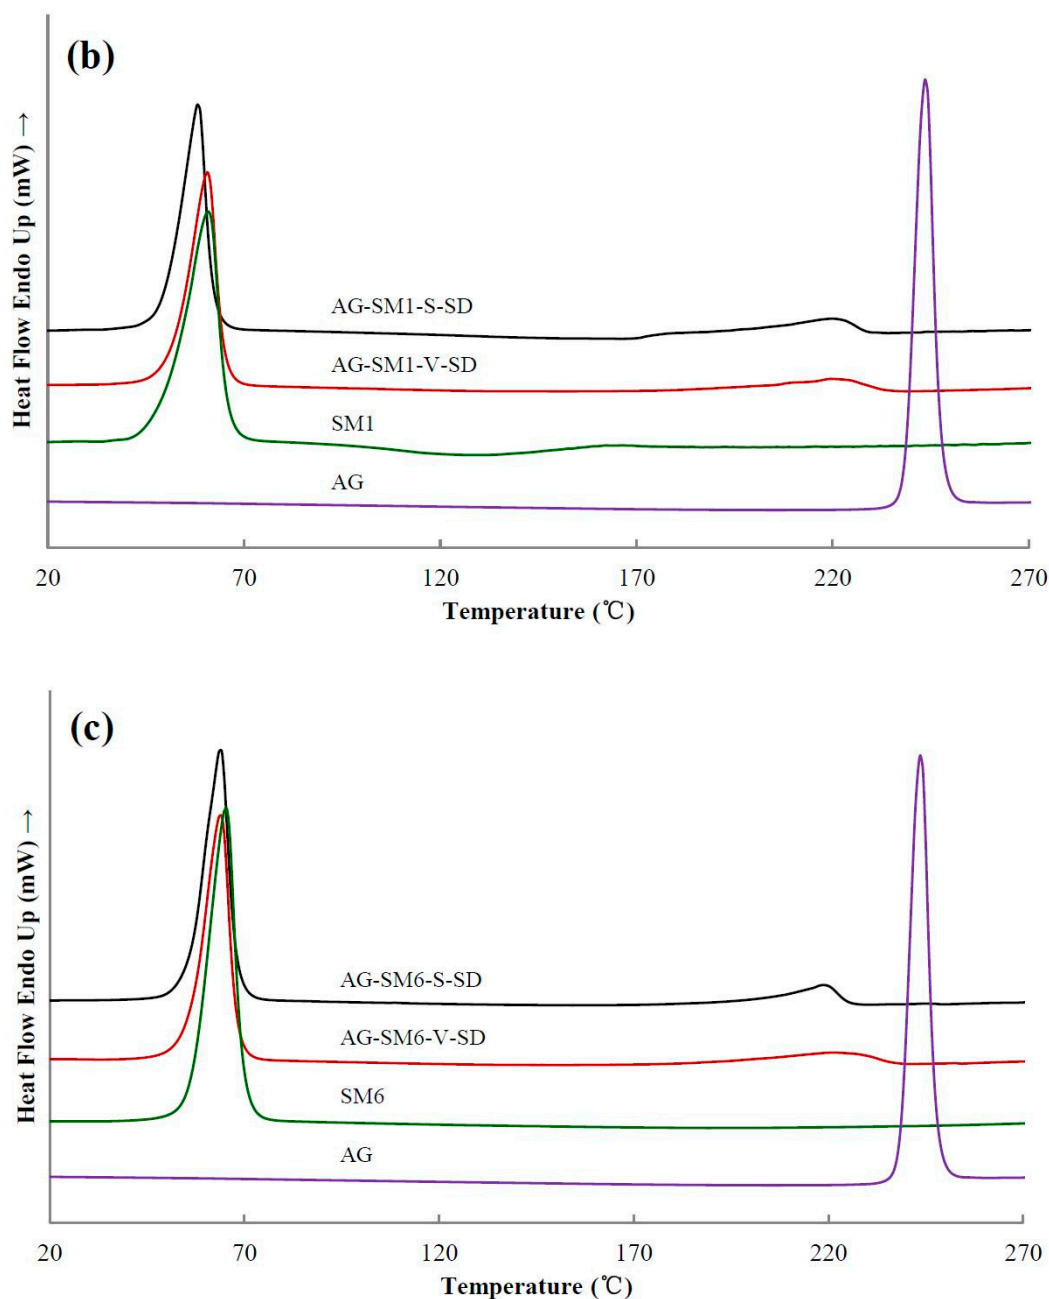 (b)
Heat Flow Endo Up (mW) →
AG-SM1-S-SD
AG-SM1-V-SD
SM1
AG
20 70 120 170 220 270
Temperature (℃)
(c)
Heat Flow Endo Up (mW) →
AG-SM6-S-SD
AG-SM6-V-SD
SM6
AG
20 70 120 170 220 270
Temperature (℃)